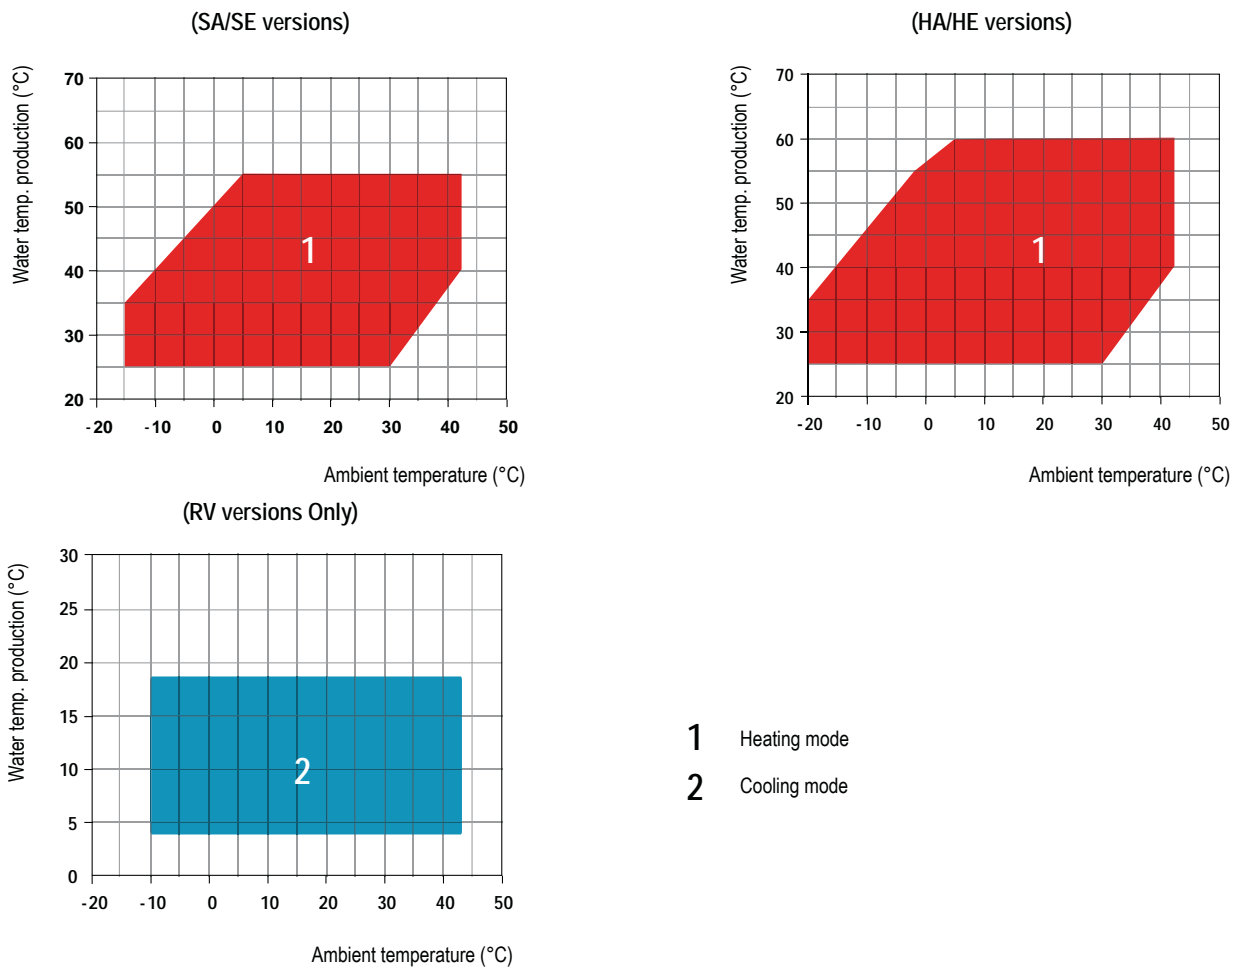 (SA/SE versions)
Water temp. production (°C)
70
60
50
40
30
20
1
-20 -10 0 10 20 30 40 50
Ambient temperature (°C)
(HA/HE versions)
Water temp. production (°C)
70
60
50
40
30
20
1
-20 -10 0 10 20 30 40 50
Ambient temperature (°C)
(RV versions Only)
Water temp. production (°C)
30
25
20
15
10
5
0
2
-20 -10 0 10 20 30 40 50
Ambient temperature (°C)
1 Heating mode
2 Cooling mode